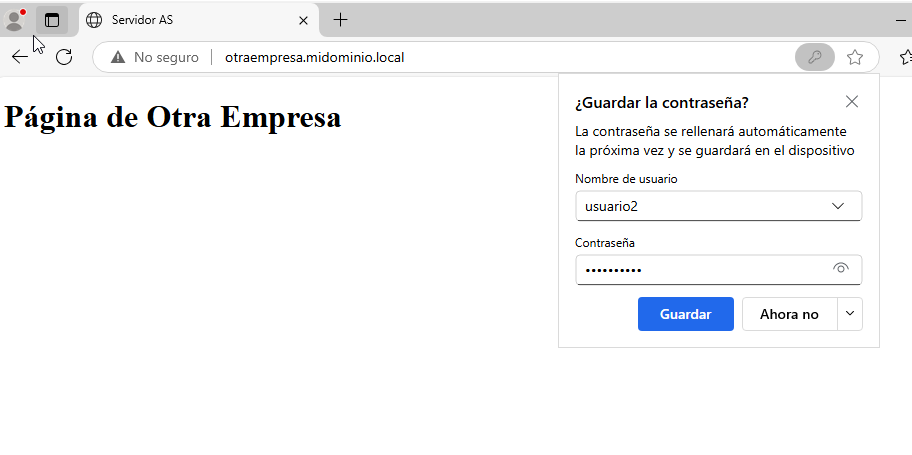 Servidor AS
No seguro
otraempresa.midominio.local
Página de Otra Empresa
¿Guardar la contraseña?
La contraseña se rellenará automáticamente
la próxima vez y se guardará en el dispositivo
Nombre de usuario
usuario2
Contraseña
••••••••••
Guardar
Ahora no